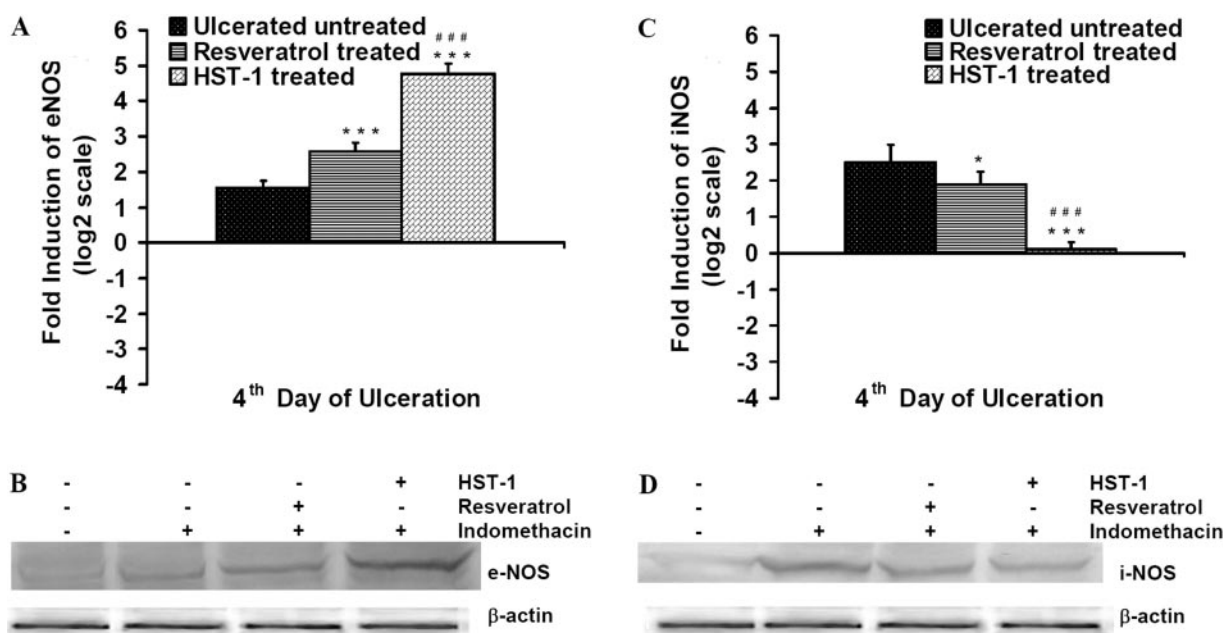 A
Ulcerated untreated
Resveratrol treated
HST-1 treated
# # #
* * *
* * *
Fold Induction of eNOS
(log2 scale)
6
5
4
3
2
1
0
-1
-2
-3
-4
4th Day of Ulceration
C
Ulcerated untreated
Resveratrol treated
HST-1 treated
*
# # #
* * *
Fold Induction of iNOS
(log2 scale)
6
5
4
3
2
1
0
-1
-2
-3
-4
4th Day of Ulceration
B
- - - + HST-1
- - + - Resveratrol
- + + + Indomethacin
e-NOS
β-actin
D
- - - + HST-1
- - + - Resveratrol
- + + + Indomethacin
i-NOS
β-actin